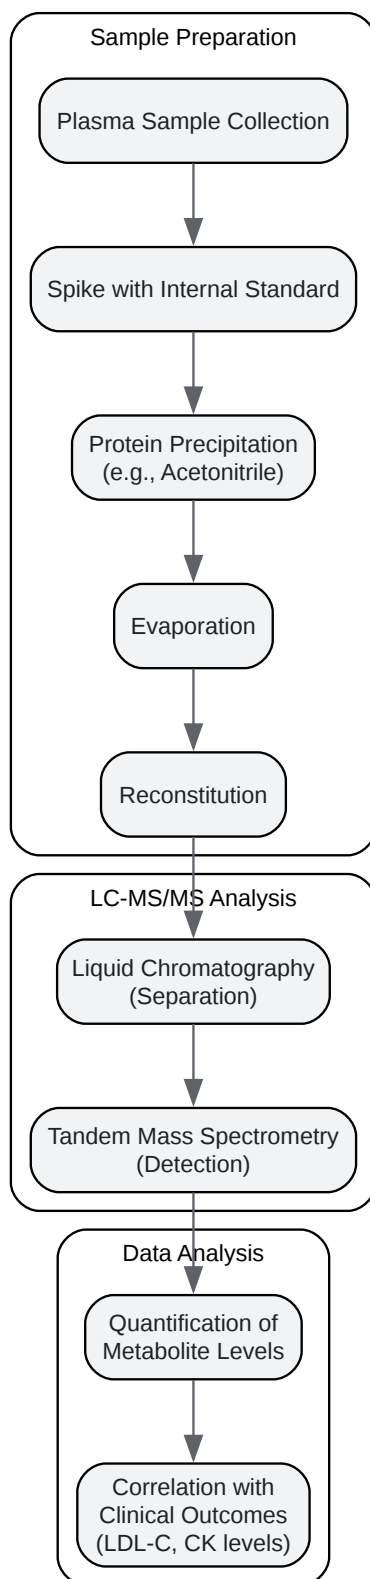 Sample Preparation
Plasma Sample Collection
Spike with Internal Standard
Protein Precipitation
(e.g., Acetonitrile)
Evaporation
Reconstitution
LC-MS/MS Analysis
Liquid Chromatography
(Separation)
Tandem Mass Spectrometry
(Detection)
Data Analysis
Quantification of
Metabolite Levels
Correlation with
Clinical Outcomes
(LDL-C, CK levels)